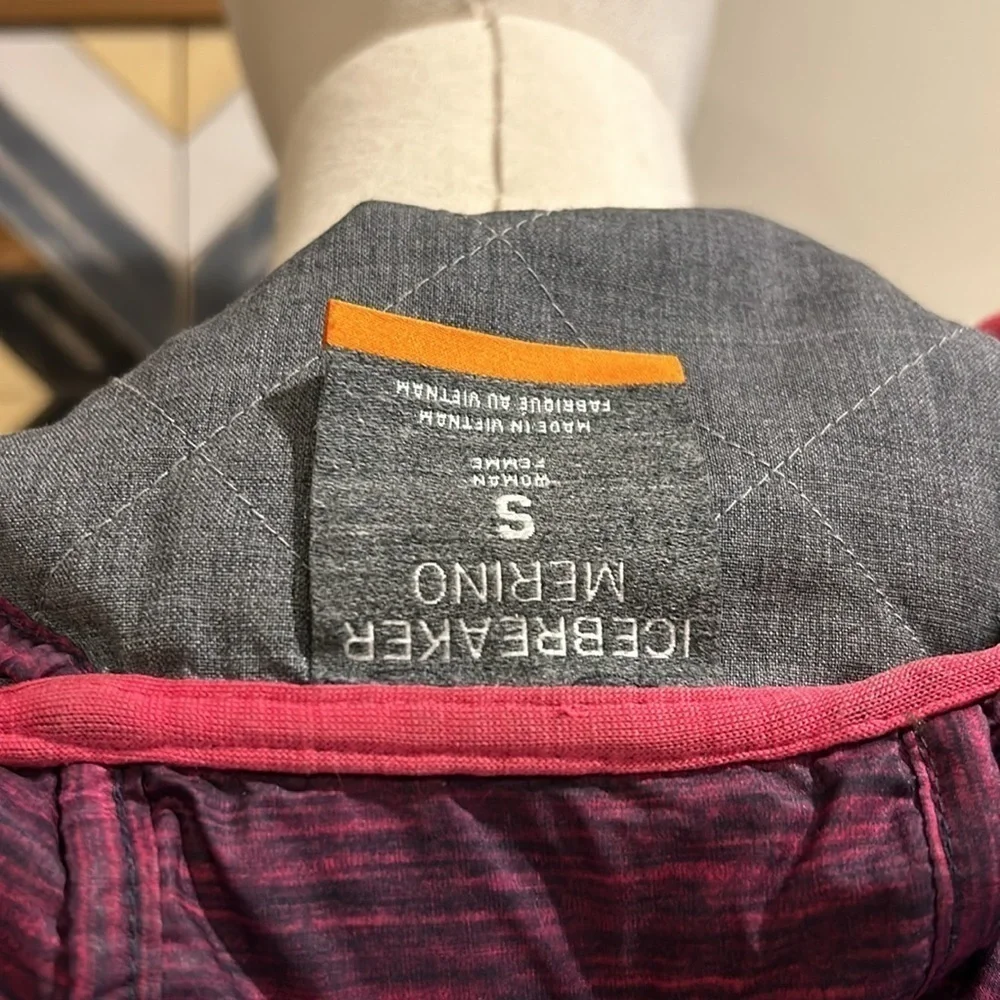 ICEBREAKER
MERINO
S
WOMAN
FEMME
MADE IN VIETNAM
FABRIQUÉ AU VIETNAM